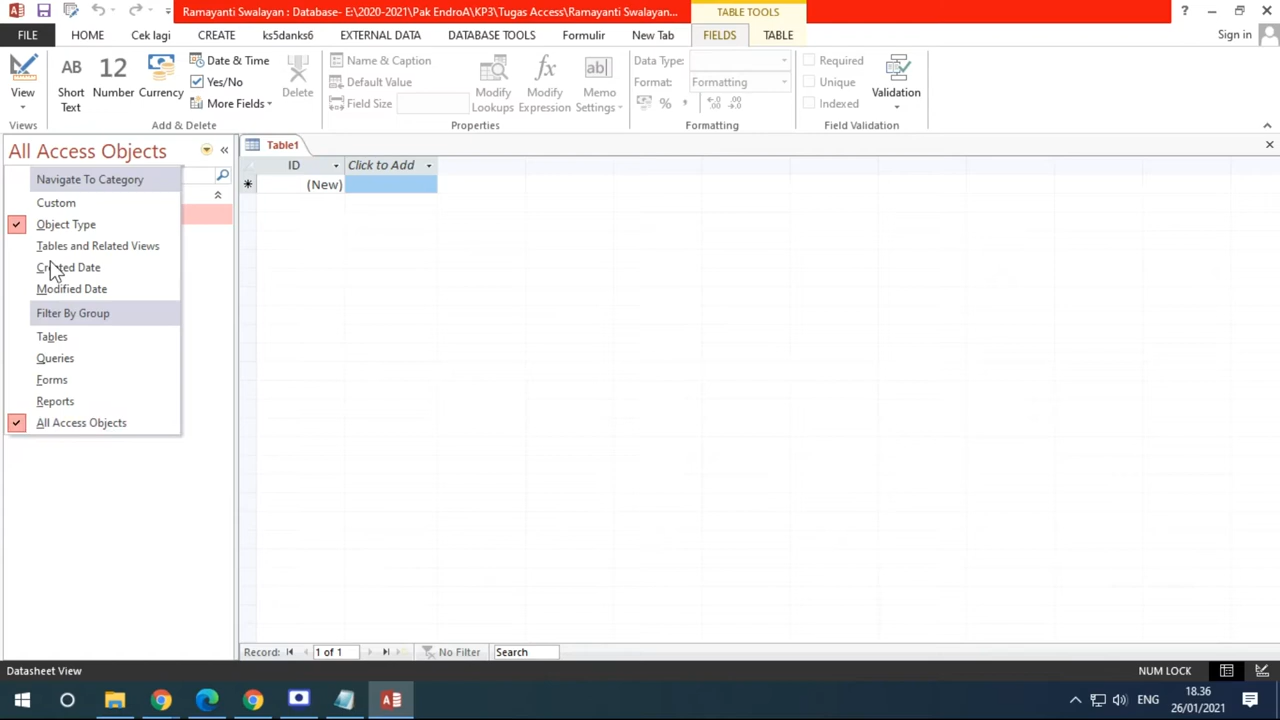 Ramayanti Swalayan : Database- E:\2020-2021\Pak EndroA\KP3\Tugas Access\Ramayanti Swalayan...
TABLE TOOLS
?
FILE
HOME
Cek lagi
CREATE
ks5danks6
EXTERNAL DATA
DATABASE TOOLS
Formulir
New Tab
FIELDS
TABLE
Sign in
View
AB
Short
Text
12
Number
Currency
Date & Time
Yes/No
More Fields
Delete
Name & Caption
Default Value
Field Size
Modify
Lookups
fx
Modify
Expression
ab|
Memo
Settings
Data Type:
Format:
Formatting
%
Required
Unique
Indexed
Validation
Views
Add & Delete
Properties
Formatting
Field Validation
All Access Objects
Navigate To Category
Custom
Object Type
Tables and Related Views
Modified Date
Filter By Group
Tables
Queries
Forms
Reports
All Access Objects
Table1
ID
Click to Add
(New)
Record:
1 of 1
No Filter
Search
Datasheet View
NUM LOCK
ENG
18.36
26/01/2021